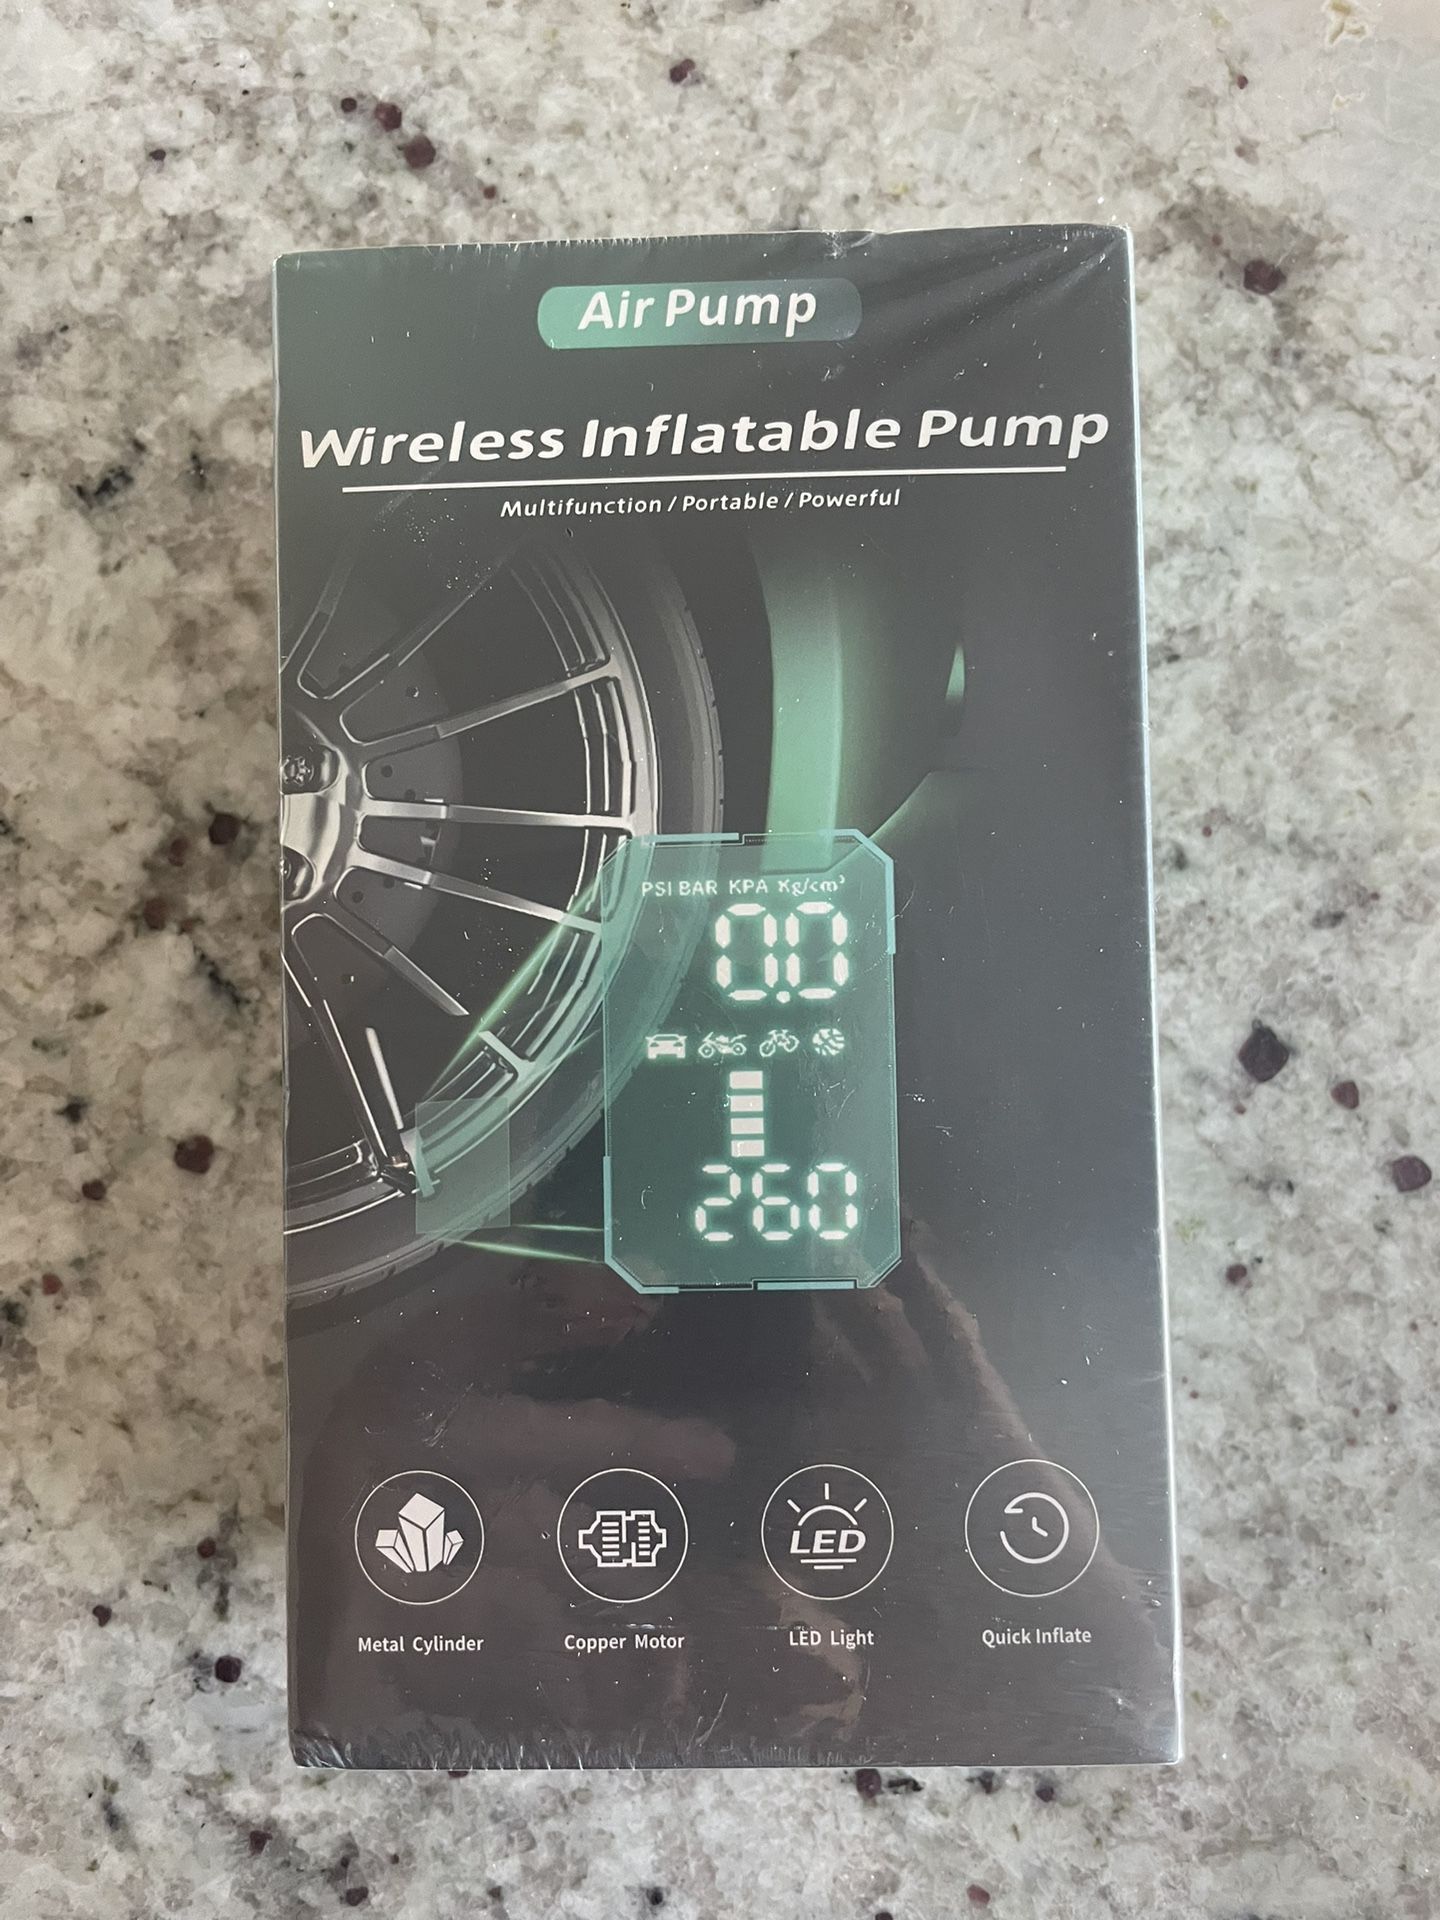 Air Pump
Wireless Inflatable Pump
Multifunction / Portable / Powerful
PSI BAR KPA Kg/cm³
0.0
260
LED
Metal Cylinder
Copper Motor
LED Light
Quick Inflate